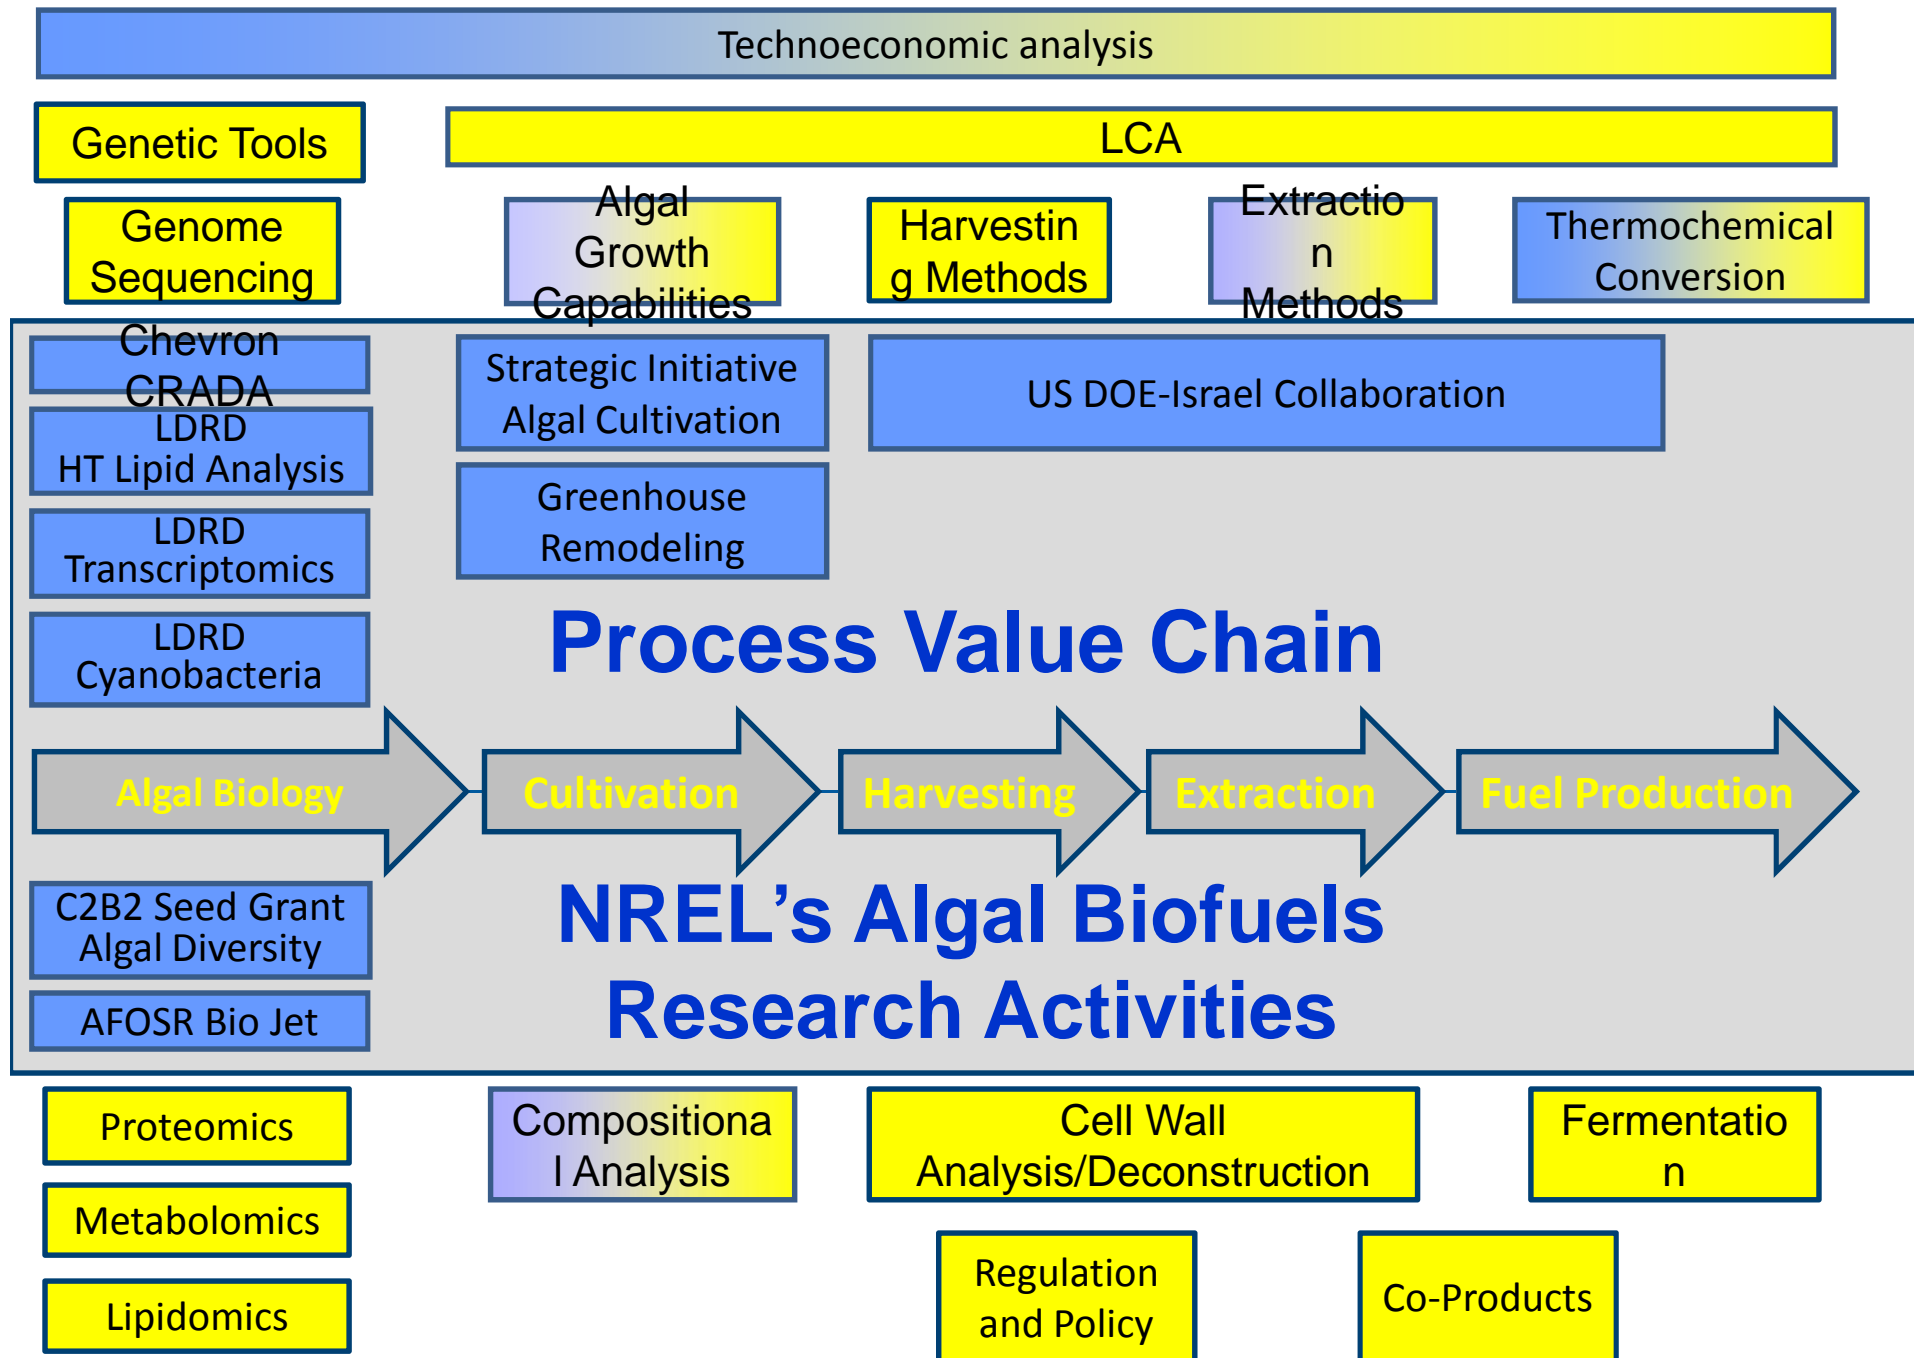 Technoeconomic analysis
Genetic Tools
LCA
Genome
Sequencing
Algal
Growth
Capabilities
Harvestin
g Methods
Extractio
n
Methods
Thermochemical
Conversion
Chevron
CRADA
LDRD
HT Lipid Analysis
LDRD
Transcriptomics
LDRD
Cyanobacteria
Strategic Initiative
Algal Cultivation
Greenhouse
Remodeling
US DOE-Israel Collaboration
Process Value Chain
Algal Biology
Cultivation
Harvesting
Extraction
Fuel Production
C2B2 Seed Grant
Algal Diversity
AFOSR Bio Jet
NREL’s Algal Biofuels
Research Activities
Proteomics
Metabolomics
Lipidomics
Compositiona
l Analysis
Cell Wall
Analysis/Deconstruction
Fermentatio
n
Regulation
and Policy
Co-Products